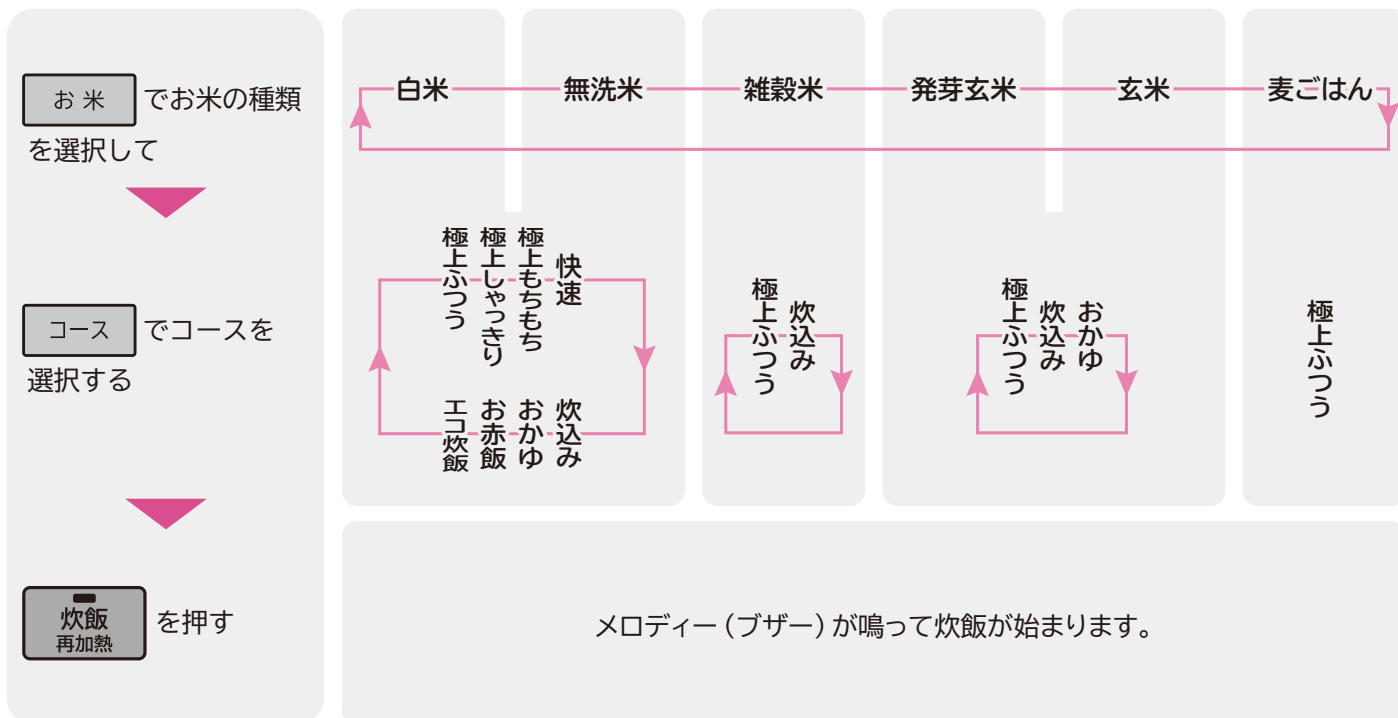 お米 でお米の種類
を選択して
白米 無洗米 雑穀米 発芽玄米 玄米 麦ごはん
コース でコースを
選択する
極上ふつう
極上しゃっきり
極上もちもち
快速
炊込み
おかゆ
お赤飯
エコ炊飯
極上ふつう
炊込み
極上ふつう
炊込み
おかゆ
極上ふつう
炊飯
再加熱
を押す
メロディー(ブザー)が鳴って炊飯が始まります。